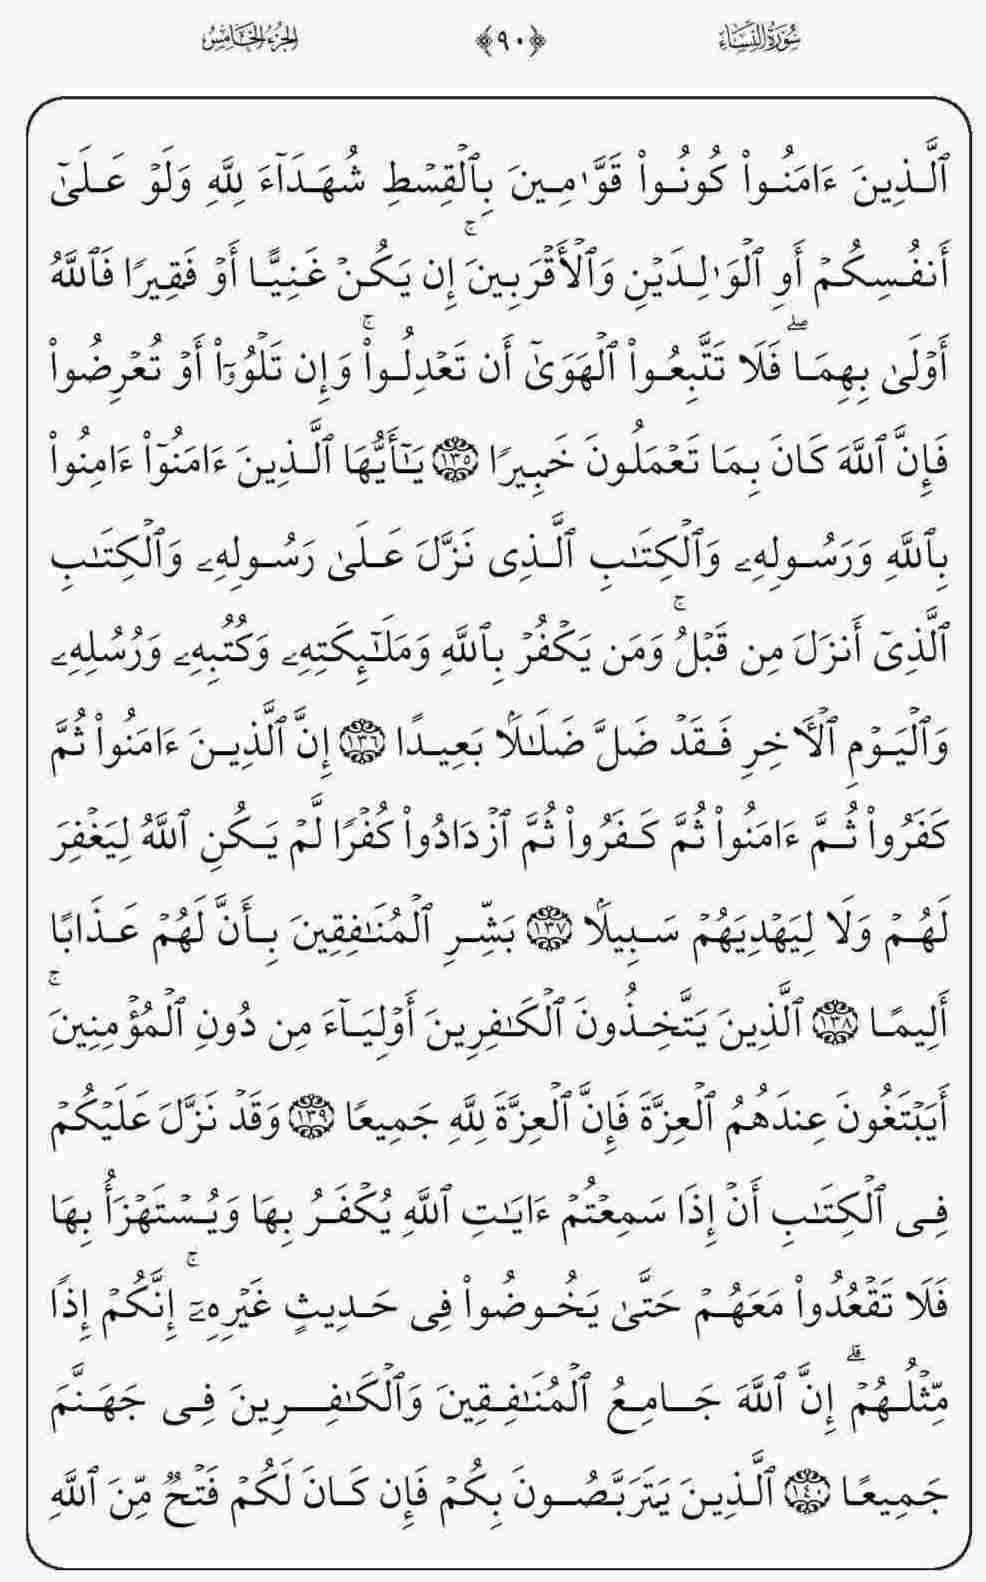 سُورَةُ النِّسَاءِ ﴿٩٠﴾ الجُزْءُ الخَامِسُ
ٱلَّذِينَ ءَامَنُوا۟ كُونُوا۟ قَوَّٰمِينَ بِٱلْقِسْطِ شُهَدَآءَ لِلَّهِ وَلَوْ عَلَىٰٓ
أَنفُسِكُمْ أَوِ ٱلْوَٰلِدَيْنِ وَٱلْأَقْرَبِينَ ۚ إِن يَكُنْ غَنِيًّا أَوْ فَقِيرًا فَٱللَّهُ
أَوْلَىٰ بِهِمَا ۖ فَلَا تَتَّبِعُوا۟ ٱلْهَوَىٰٓ أَن تَعْدِلُوا۟ ۚ وَإِن تَلْوُۥٓا۟ أَوْ تُعْرِضُوا۟
فَإِنَّ ٱللَّهَ كَانَ بِمَا تَعْمَلُونَ خَبِيرًا ١٣٥ يَٰٓأَيُّهَا ٱلَّذِينَ ءَامَنُوٓا۟ ءَامِنُوا۟
بِٱللَّهِ وَرَسُولِهِۦ وَٱلْكِتَٰبِ ٱلَّذِى نَزَّلَ عَلَىٰ رَسُولِهِۦ وَٱلْكِتَٰبِ
ٱلَّذِىٓ أَنزَلَ مِن قَبْلُ ۚ وَمَن يَكْفُرْ بِٱللَّهِ وَمَلَٰٓئِكَتِهِۦ وَكُتُبِهِۦ وَرُسُلِهِۦ
وَٱلْيَوْمِ ٱلْءَاخِرِ فَقَدْ ضَلَّ ضَلَٰلًۢا بَعِيدًا ١٣٦ إِنَّ ٱلَّذِينَ ءَامَنُوا۟ ثُمَّ
كَفَرُوا۟ ثُمَّ ءَامَنُوا۟ ثُمَّ كَفَرُوا۟ ثُمَّ ٱزْدَادُوا۟ كُفْرًا لَّمْ يَكُنِ ٱللَّهُ لِيَغْفِرَ
لَهُمْ وَلَا لِيَهْدِيَهُمْ سَبِيلًۢا ١٣٧ بَشِّرِ ٱلْمُنَٰفِقِينَ بِأَنَّ لَهُمْ عَذَابًا
أَلِيمًا ١٣٨ ٱلَّذِينَ يَتَّخِذُونَ ٱلْكَٰفِرِينَ أَوْلِيَآءَ مِن دُونِ ٱلْمُؤْمِنِينَ ۚ
أَيَبْتَغُونَ عِندَهُمُ ٱلْعِزَّةَ فَإِنَّ ٱلْعِزَّةَ لِلَّهِ جَمِيعًا ١٣٩ وَقَدْ نَزَّلَ عَلَيْكُمْ
فِى ٱلْكِتَٰبِ أَنْ إِذَا سَمِعْتُمْ ءَايَٰتِ ٱللَّهِ يُكْفَرُ بِهَا وَيُسْتَهْزَأُ بِهَا
فَلَا تَقْعُدُوا۟ مَعَهُمْ حَتَّىٰ يَخُوضُوا۟ فِى حَدِيثٍ غَيْرِهِۦٓ ۚ إِنَّكُمْ إِذًا
مِّثْلُهُمْ ۗ إِنَّ ٱللَّهَ جَامِعُ ٱلْمُنَٰفِقِينَ وَٱلْكَٰفِرِينَ فِى جَهَنَّمَ
جَمِيعًا ١٤٠ ٱلَّذِينَ يَتَرَبَّصُونَ بِكُمْ فَإِن كَانَ لَكُمْ فَتْحٌ مِّنَ ٱللَّهِ